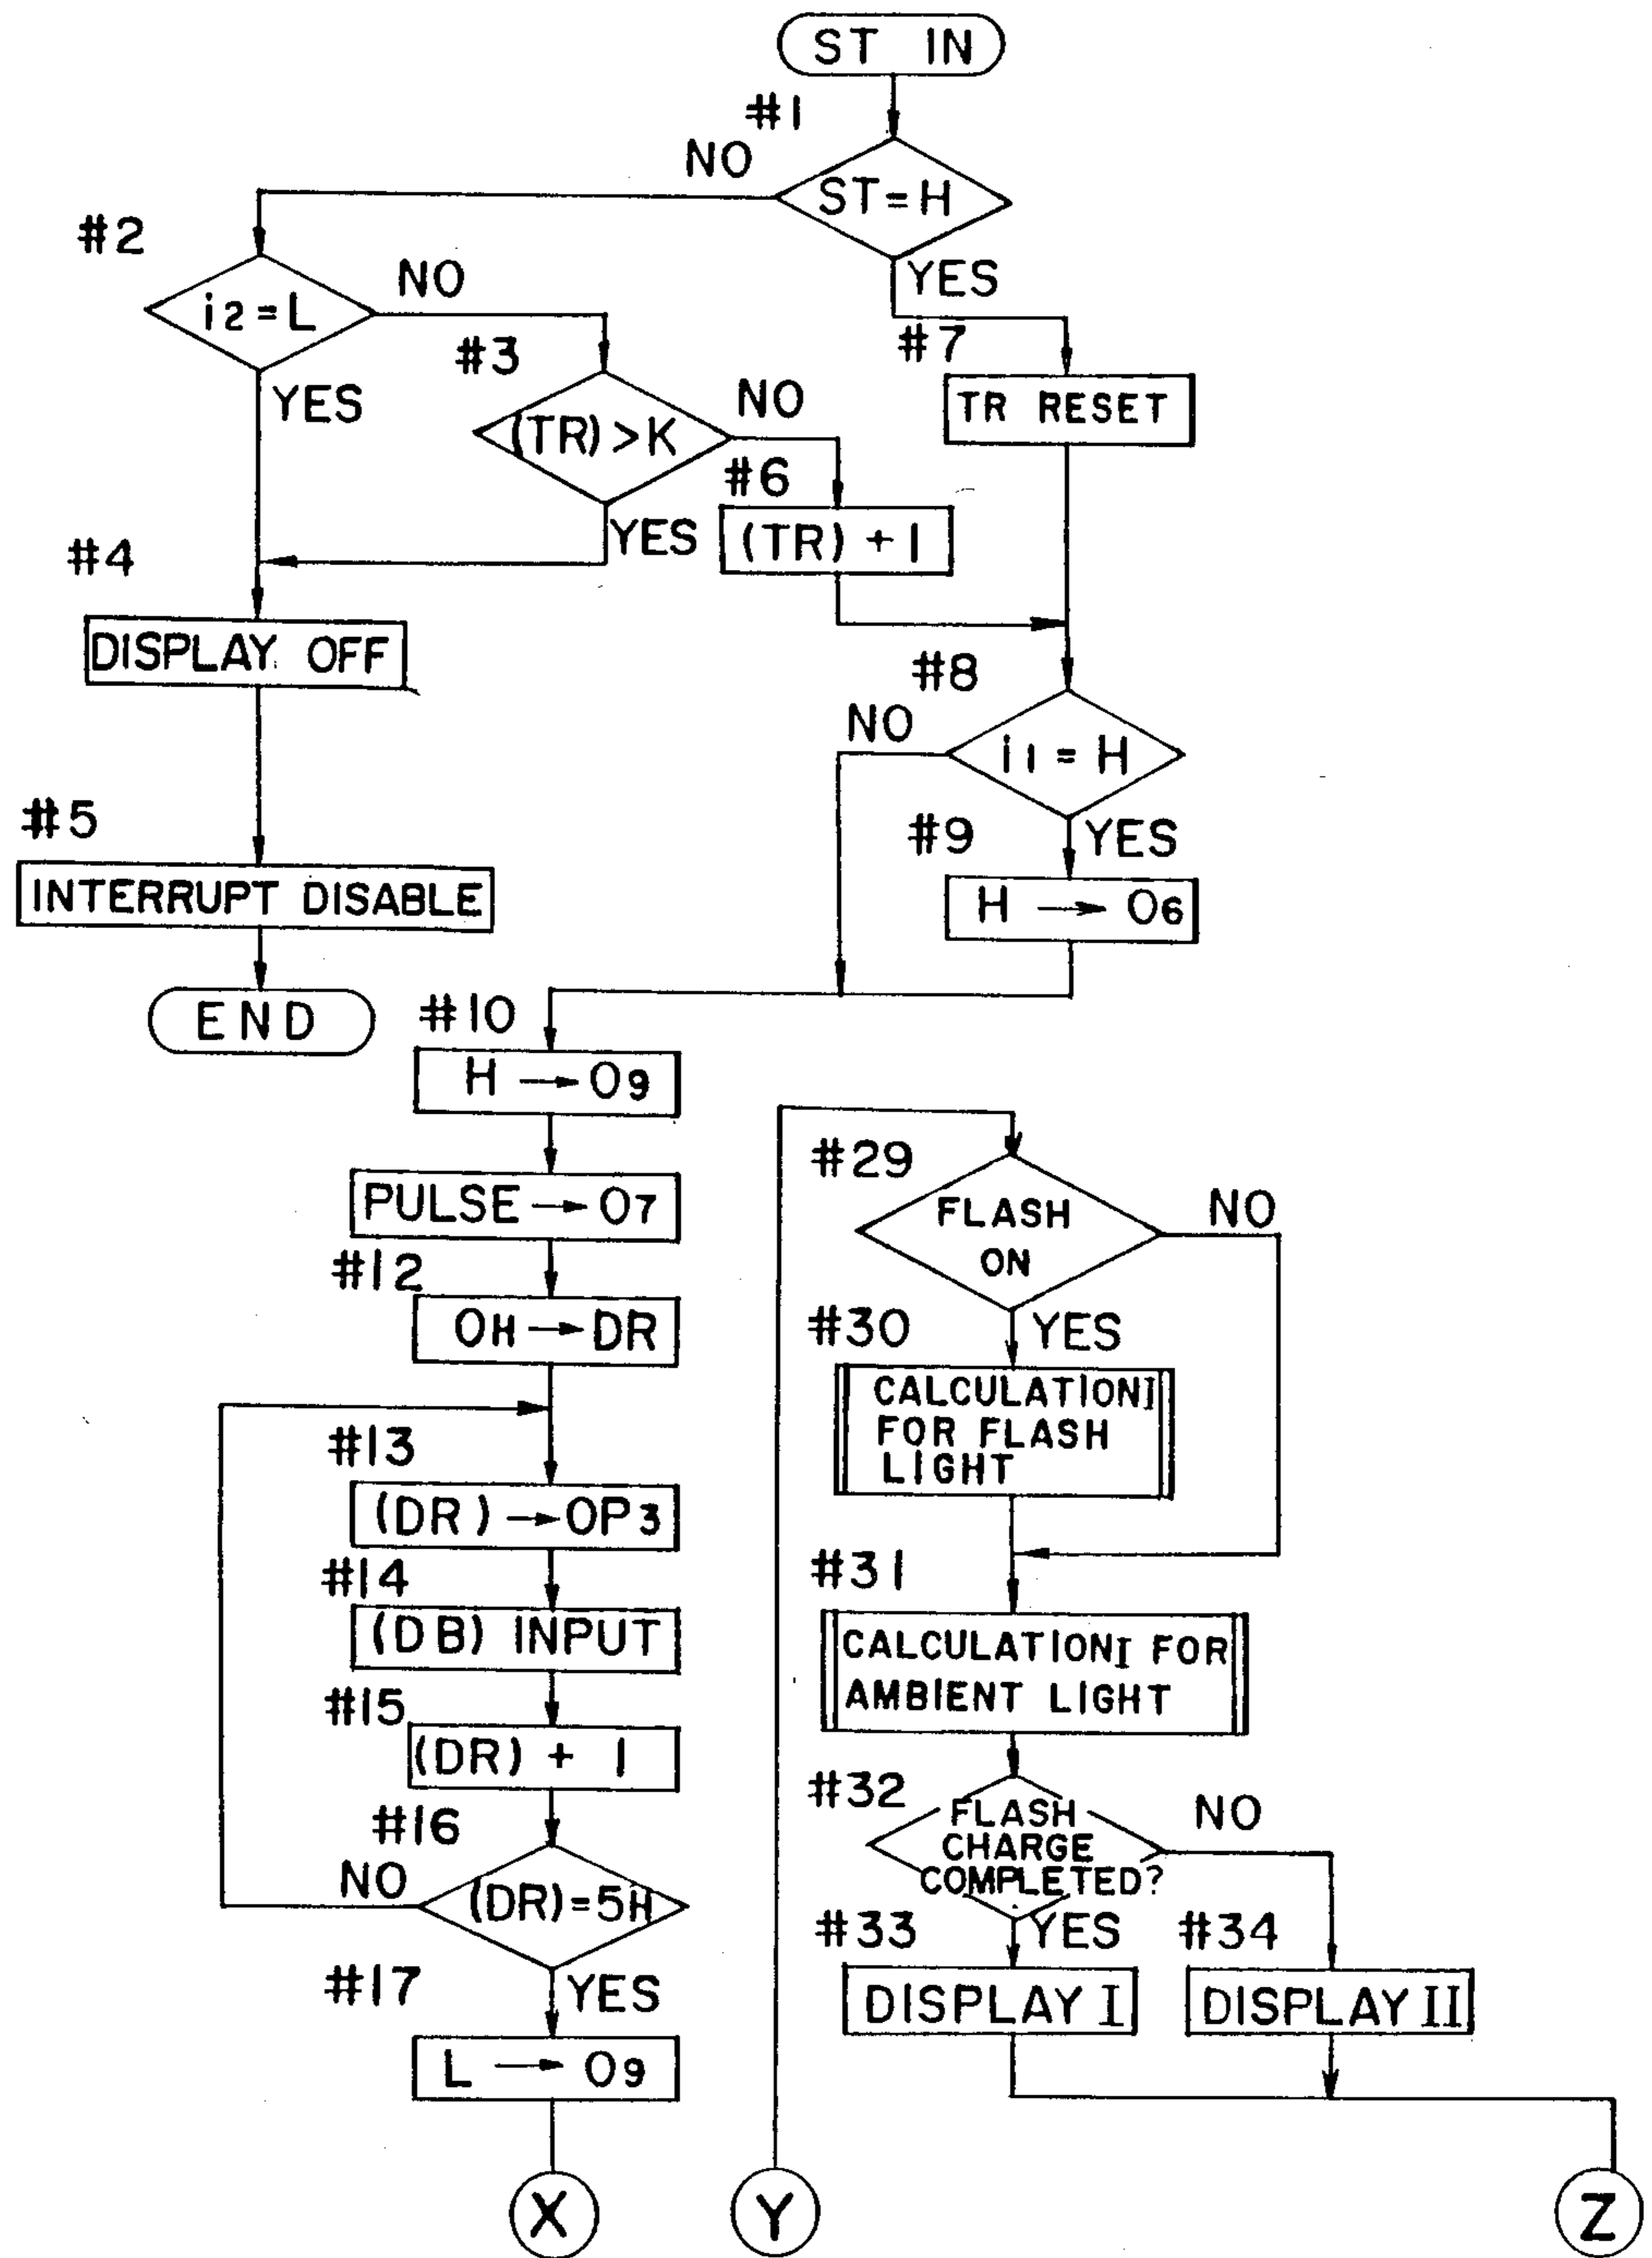 ST IN
#1
NO
ST=H
YES
#2
i2=L
NO
YES
#3
(TR)>K
NO
YES
#6
(TR)+1
#7
TR RESET
#4
DISPLAY OFF
#5
INTERRUPT DISABLE
END
#8
NO
i1=H
YES
#9
H → O6
#10
H → O9
PULSE → O7
#12
OH → DR
#13
(DR) → OP3
#14
(DB) INPUT
#15
(DR) + 1
#16
NO
(DR)=5H
YES
#17
L → O9
X
#29
FLASH
ON
NO
YES
#30
CALCULATION I
FOR FLASH
LIGHT
#31
CALCULATION I FOR
AMBIENT LIGHT
#32
FLASH
CHARGE
COMPLETED?
NO
YES
#33
DISPLAY I
#34
DISPLAY II
Y
Z